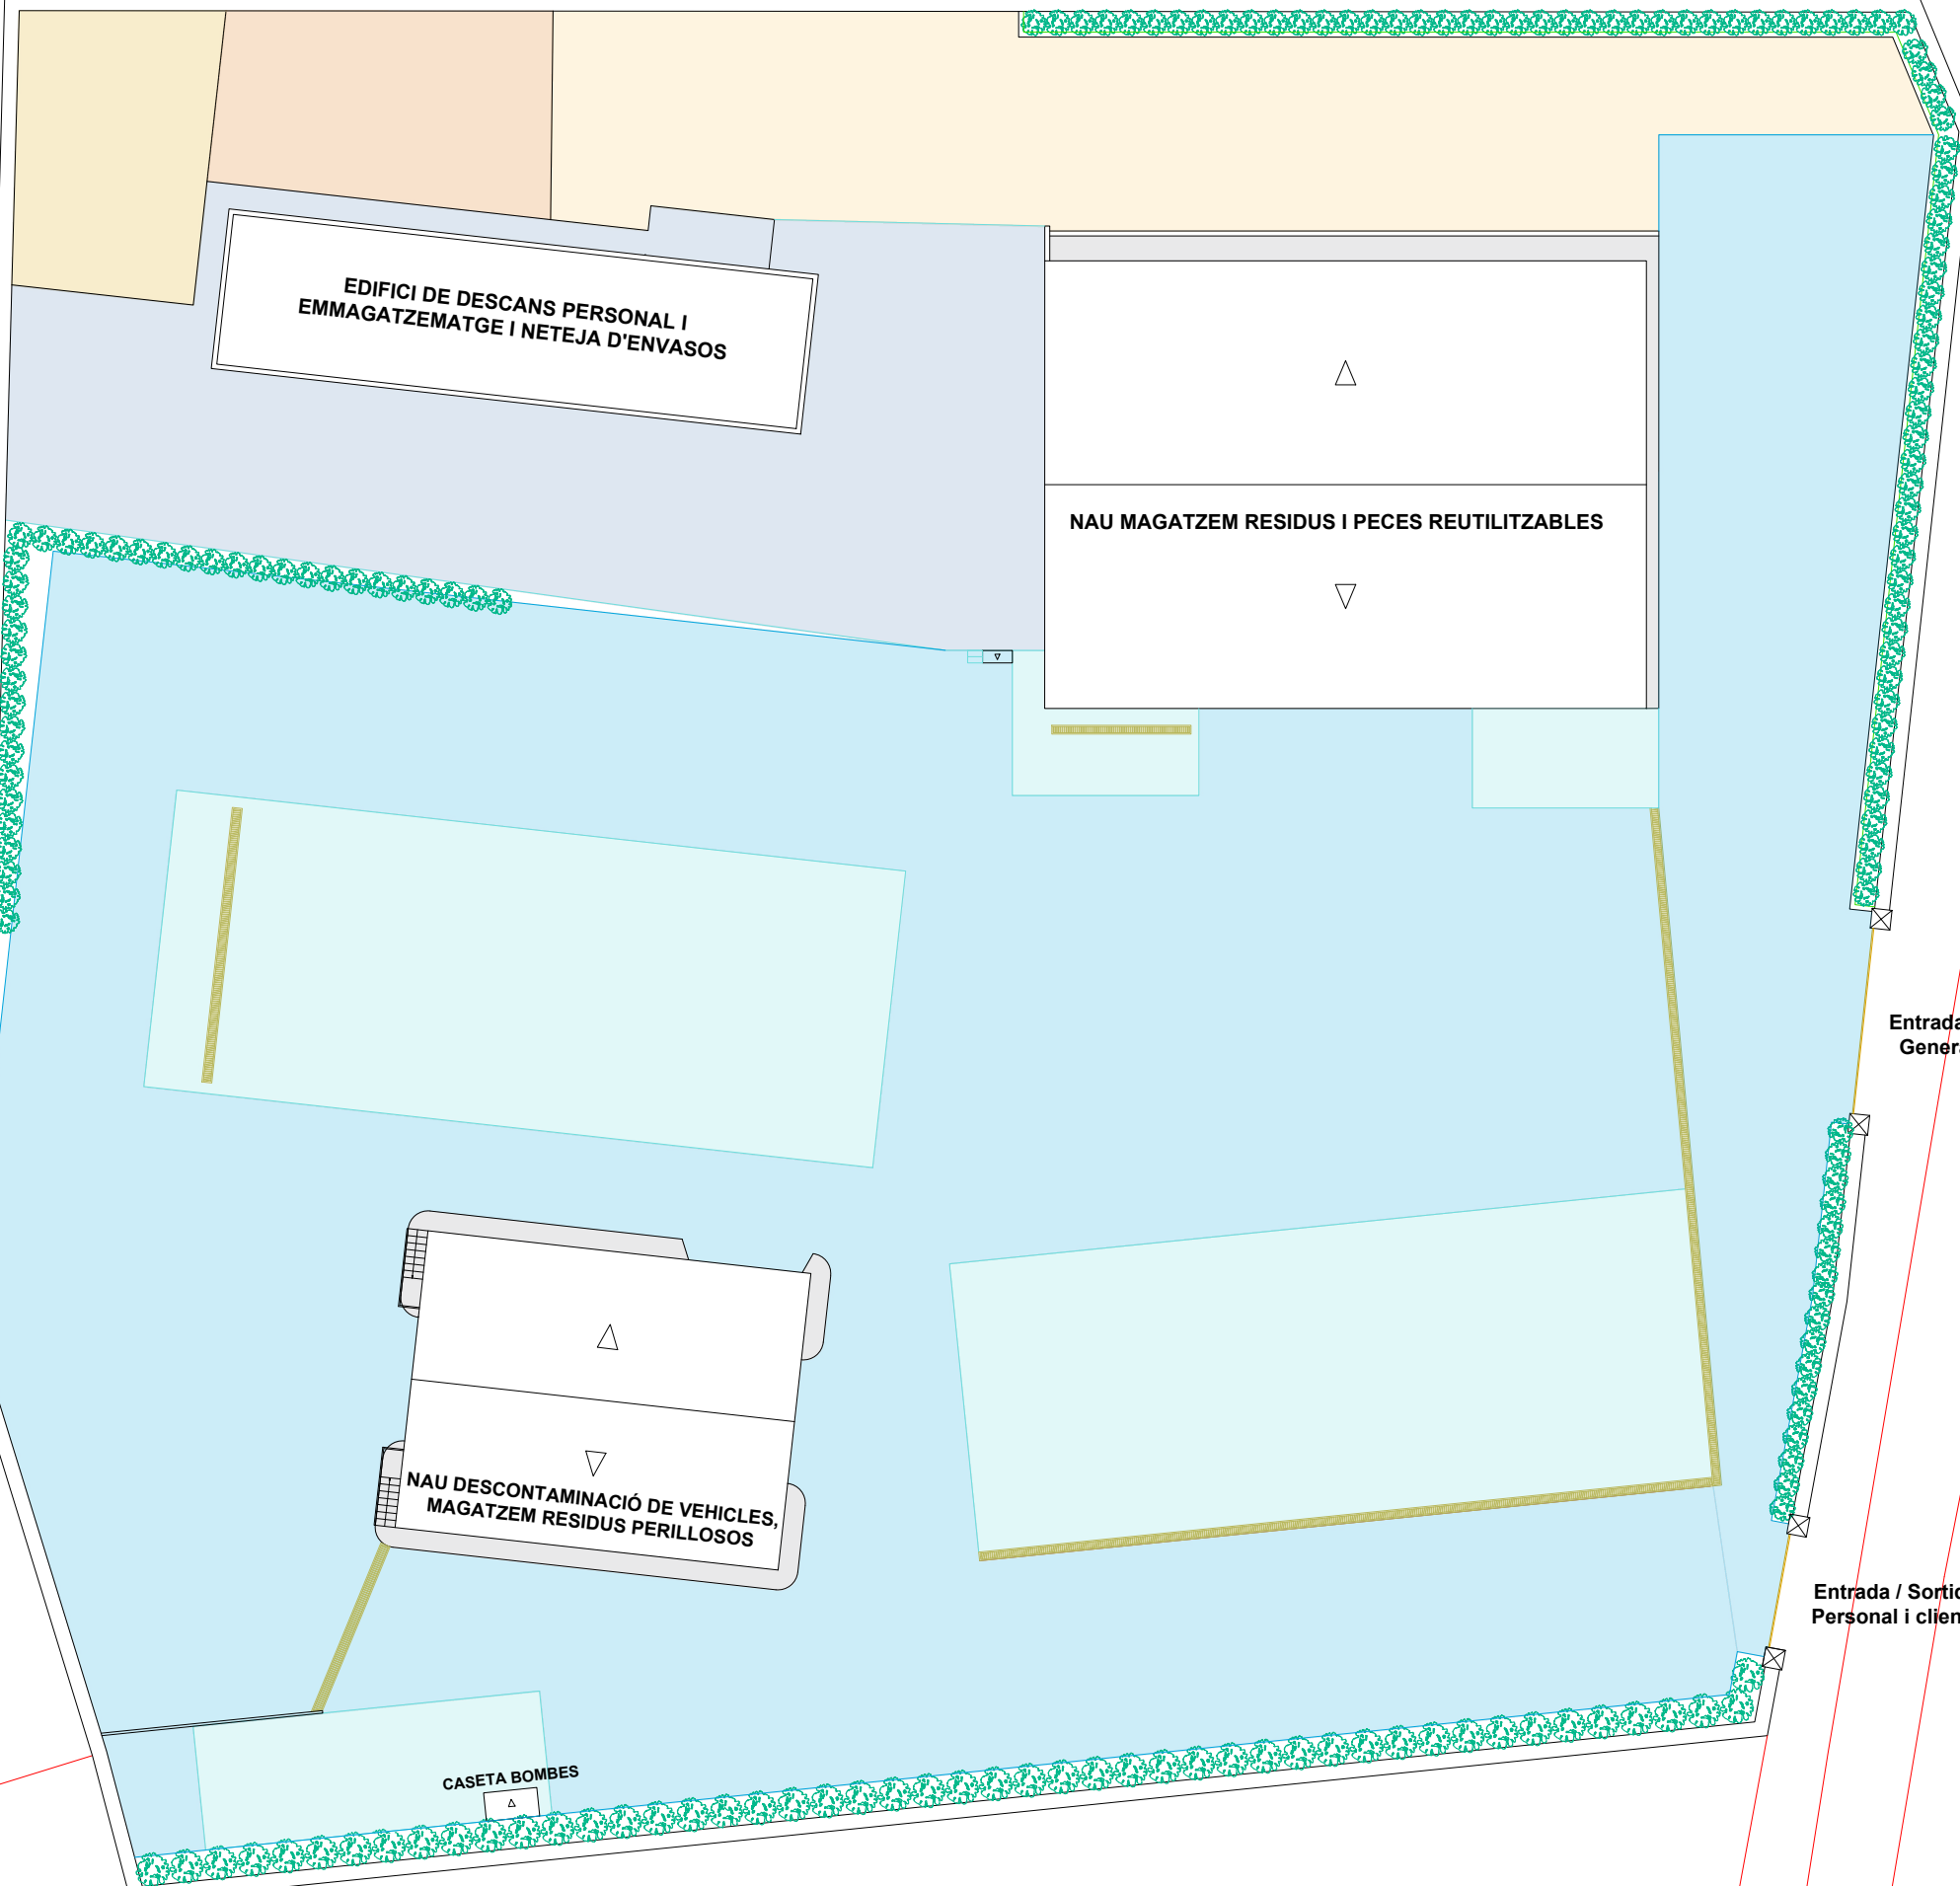 EDIFICI DE DESCANS PERSONAL I
EMMAGATZEMATGE I NETEJA D'ENVASOS
NAU MAGATZEM RESIDUS I PECES REUTILITZABLES
Entrada
Genera
NAU DESCONTAMINACIÓ DE VEHICLES,
MAGATZEM RESIDUS PERILLOSOS
Entrada / Sortid
Personal i clien
CASETA BOMBES